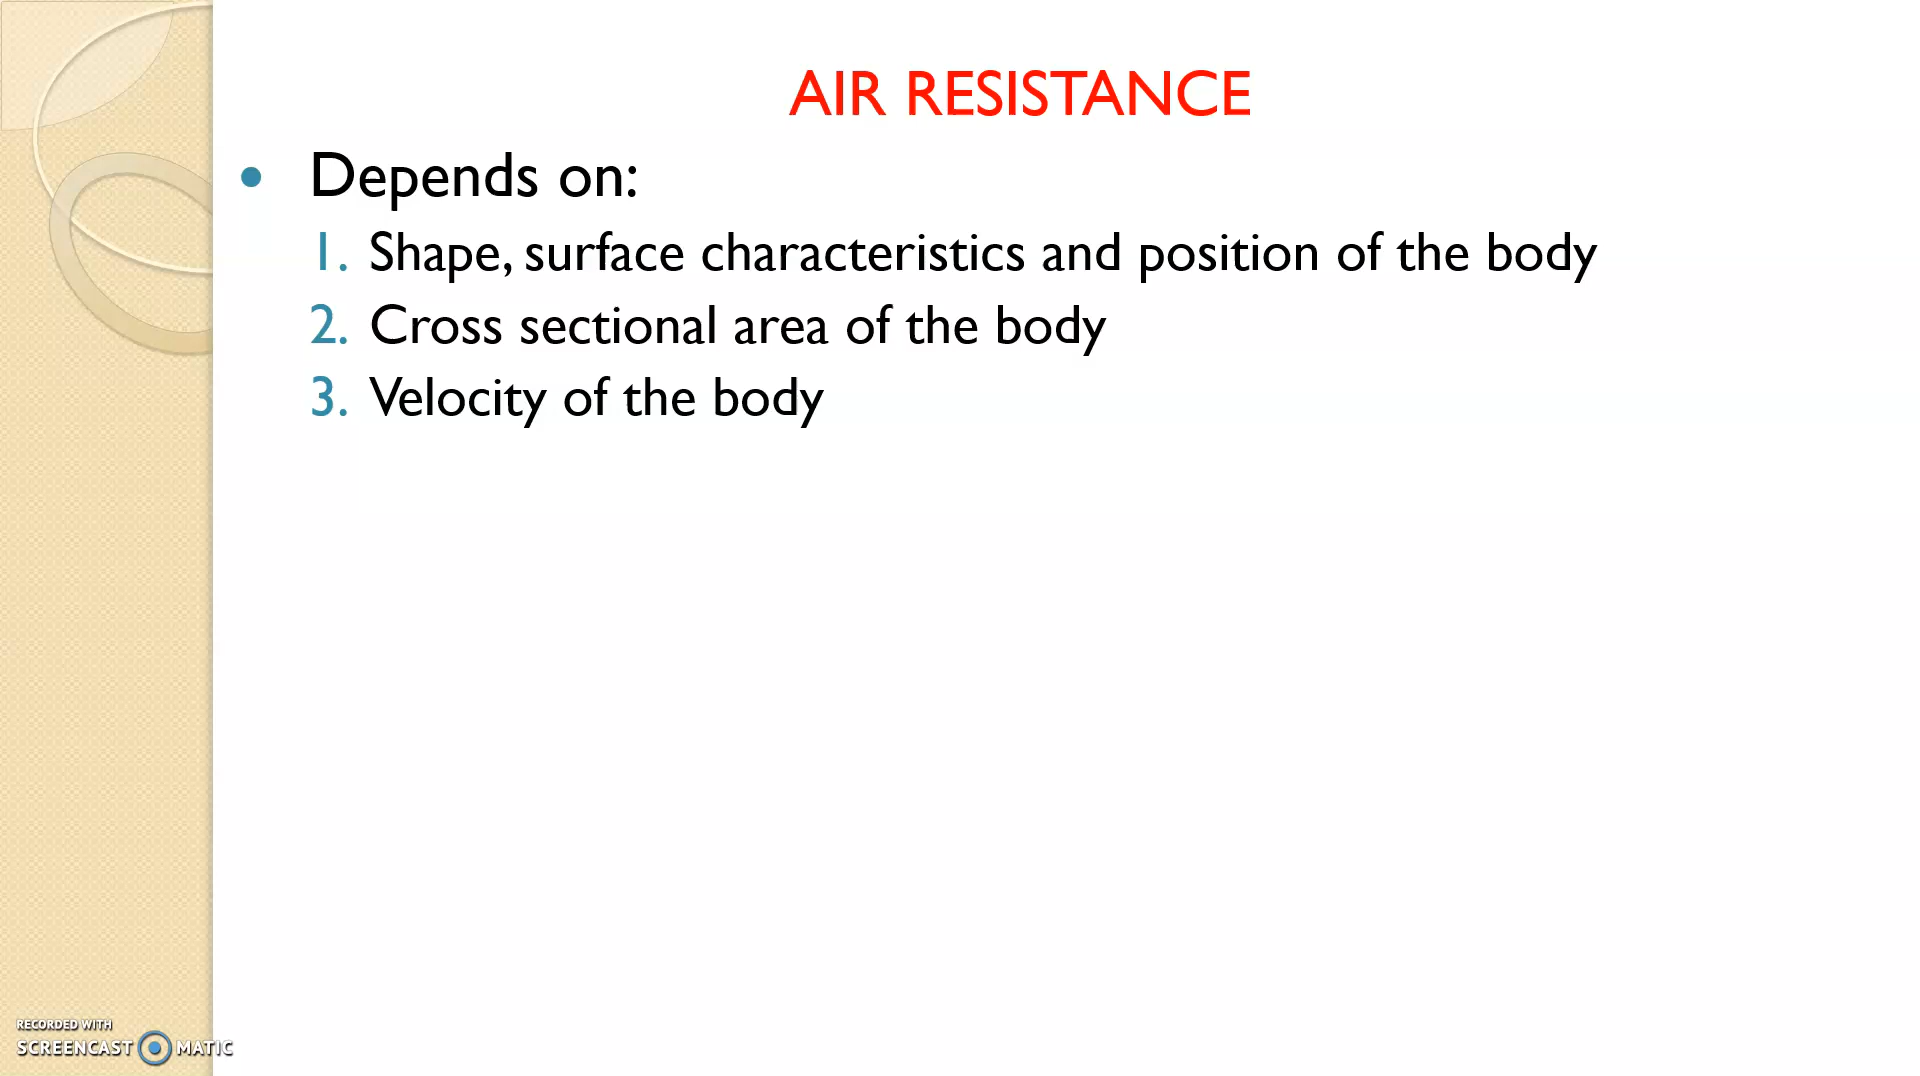 AIR RESISTANCE
• Depends on:
1. Shape, surface characteristics and position of the body
2. Cross sectional area of the body
3. Velocity of the body
RECORDED WITH
SCREENCAST MATIC